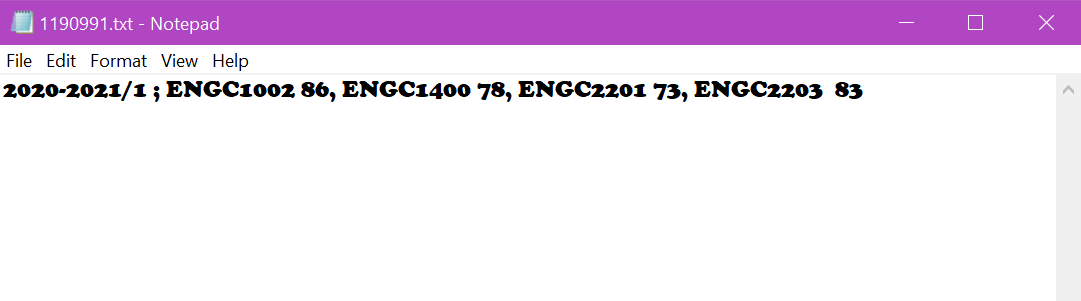 1190991.txt - Notepad
File Edit Format View Help
2020-2021/1 ; ENGC1002 86, ENGC1400 78, ENGC2201 73, ENGC2203  83